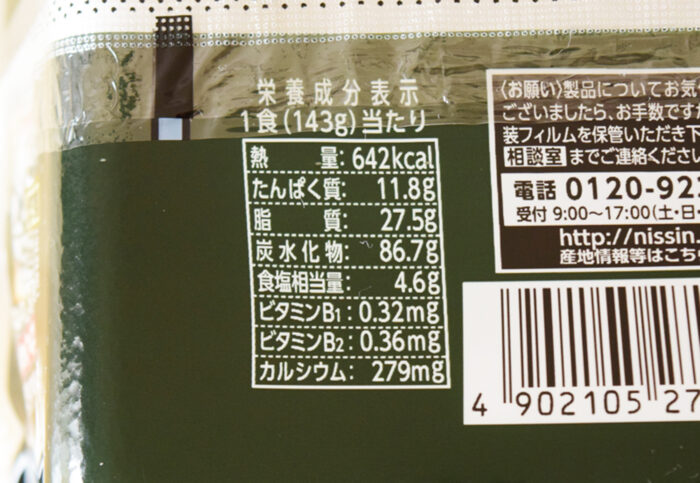 栄養成分表示
1食(143g)当たり
熱量: 642kcal
たんぱく質: 11.8g
脂質: 27.5g
炭水化物: 86.7g
食塩相当量: 4.6g
ビタミンB1: 0.32mg
ビタミンB2: 0.36mg
カルシウム: 279mg
〈お願い〉製品についてお気
ございましたら、お手数です
装フィルムを保管いただき
相談室までご連絡ください
電話 0120-92
受付 9:00〜17:00(土・日
http://nissin.
産地情報等はこち
4 902105 27